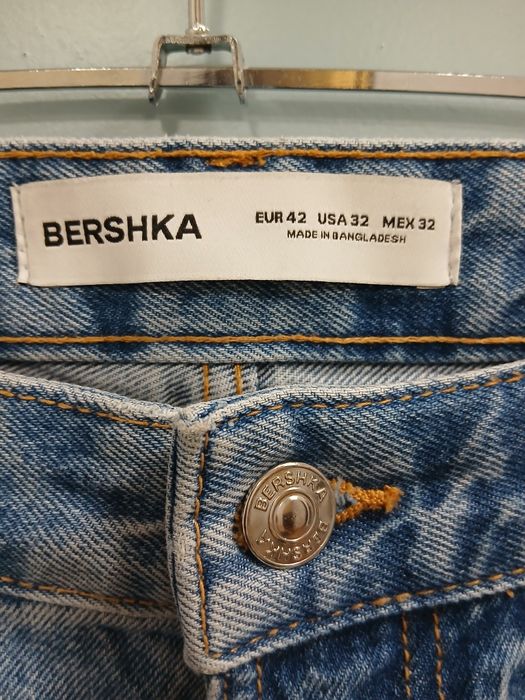 BERSHKA
EUR 42 USA 32 MEX 32
MADE IN BANGLADESH
BERSHKA
BERSHKA